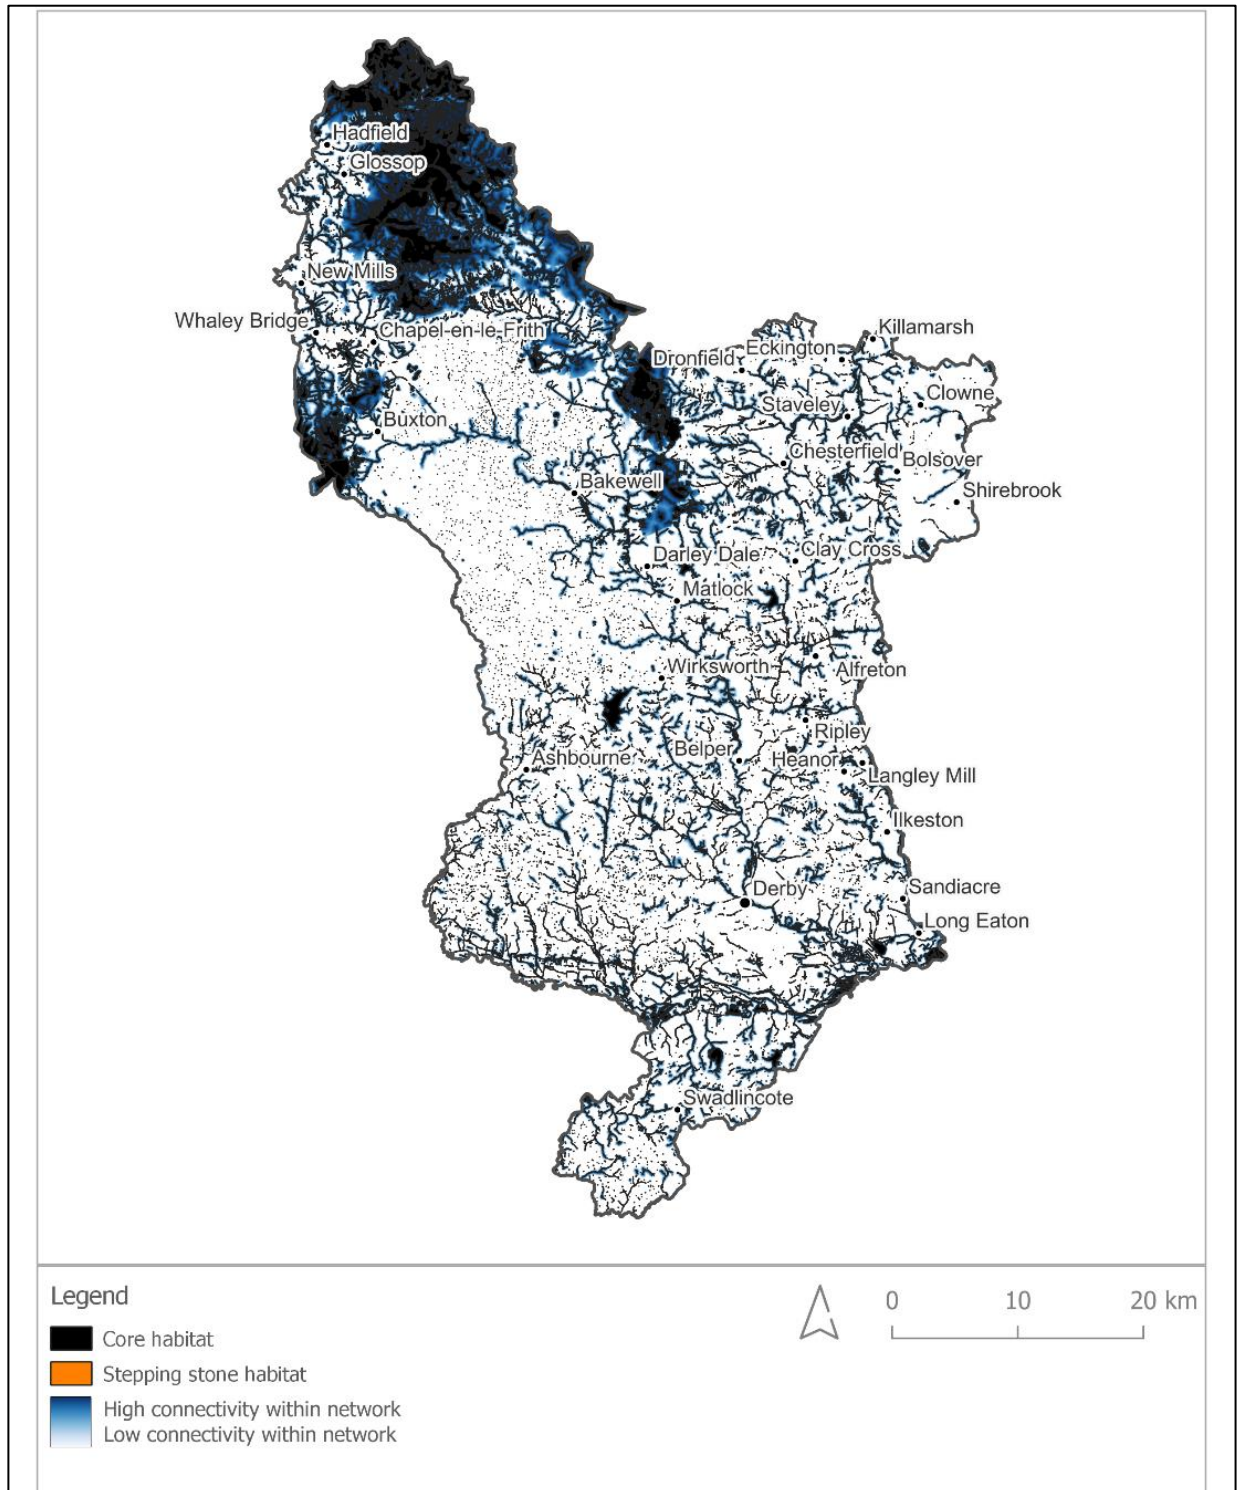 Hadfield
Glossop
New Mills
Whaley Bridge
Chapel-en-le-Frith
Killamarsh
Dronfield
Eckington
Clowne
Staveley
Buxton
Chesterfield
Bolsover
Bakewell
Shirebrook
Darley Dale
Clay Cross
Matlock
Wirksworth
Alfreton
Ripley
Ashbourne
Belper
Heanor
Langley Mill
Ilkeston
Derby
Sandiacre
Long Eaton
Swadlincote
Legend
0 10 20 km
Core habitat
Stepping stone habitat
High connectivity within network
Low connectivity within network